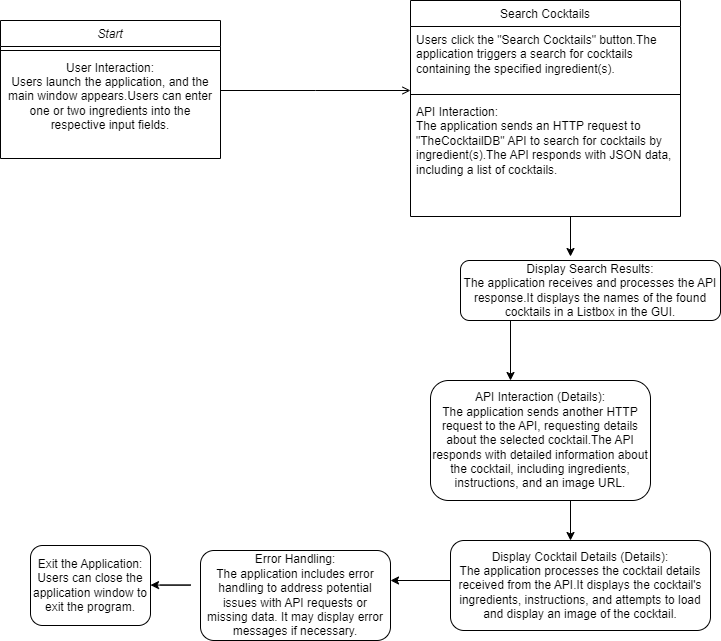 Start
User Interaction:
Users launch the application, and the
main window appears.Users can enter
one or two ingredients into the
respective input fields.
Search Cocktails
Users click the "Search Cocktails" button.The
application triggers a search for cocktails
containing the specified ingredient(s).
API Interaction:
The application sends an HTTP request to
"TheCocktailDB" API to search for cocktails by
ingredient(s).The API responds with JSON data,
including a list of cocktails.
Display Search Results:
The application receives and processes the API
response.It displays the names of the found
cocktails in a Listbox in the GUI.
API Interaction (Details):
The application sends another HTTP
request to the API, requesting details
about the selected cocktail.The API
responds with detailed information about
the cocktail, including ingredients,
instructions, and an image URL.
Display Cocktail Details (Details):
The application processes the cocktail details
received from the API.It displays the cocktail's
ingredients, instructions, and attempts to load
and display an image of the cocktail.
Error Handling:
The application includes error
handling to address potential
issues with API requests or
missing data. It may display error
messages if necessary.
Exit the Application:
Users can close the
application window to
exit the program.